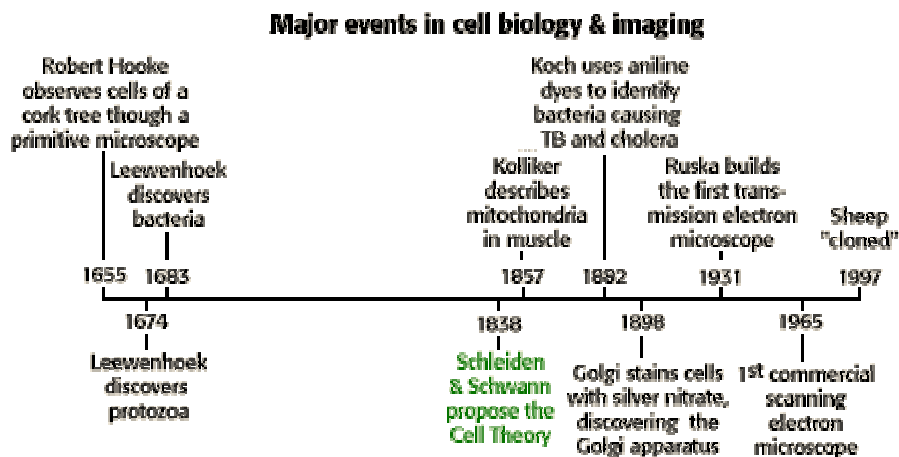 Major events in cell biology & imaging
Robert Hooke
observes cells of a
cork tree though a
primitive microscope
Leewenhoek
discovers
bacteria
Koch uses aniline
dyes to identify
bacteria causing
TB and cholera
Kolliker
describes
mitochondria
in muscle
Ruska builds
the first trans-
mission electron
microscope
Sheep
"cloned"
1655 1683 1857 1882 1931 1997
1674 1838 1898 1965
Leewenhoek
discovers
protozoa
Schleiden
& Schwann
propose the
Cell Theory
Golgi stains cells
with silver nitrate,
discovering the
Golgi apparatus
1st commercial
scanning
electron
microscope